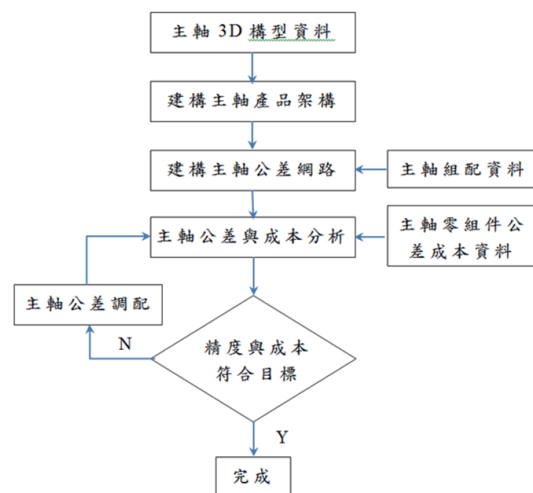 主軸 3D 構型資料
建構主軸產品架構
建構主軸公差網路
主軸組配資料
主軸公差與成本分析
主軸零組件公
差成本資料
主軸公差調配
N
精度與成本
符合目標
Y
完成